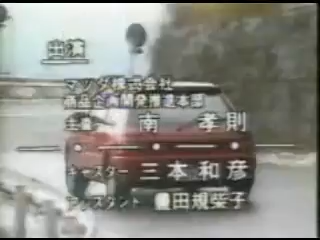 出演
マツダ株式会社
商品企画開発推進本部
主査 南 孝則
キャスター 三本和彦
アシスタント 豊田規柴子